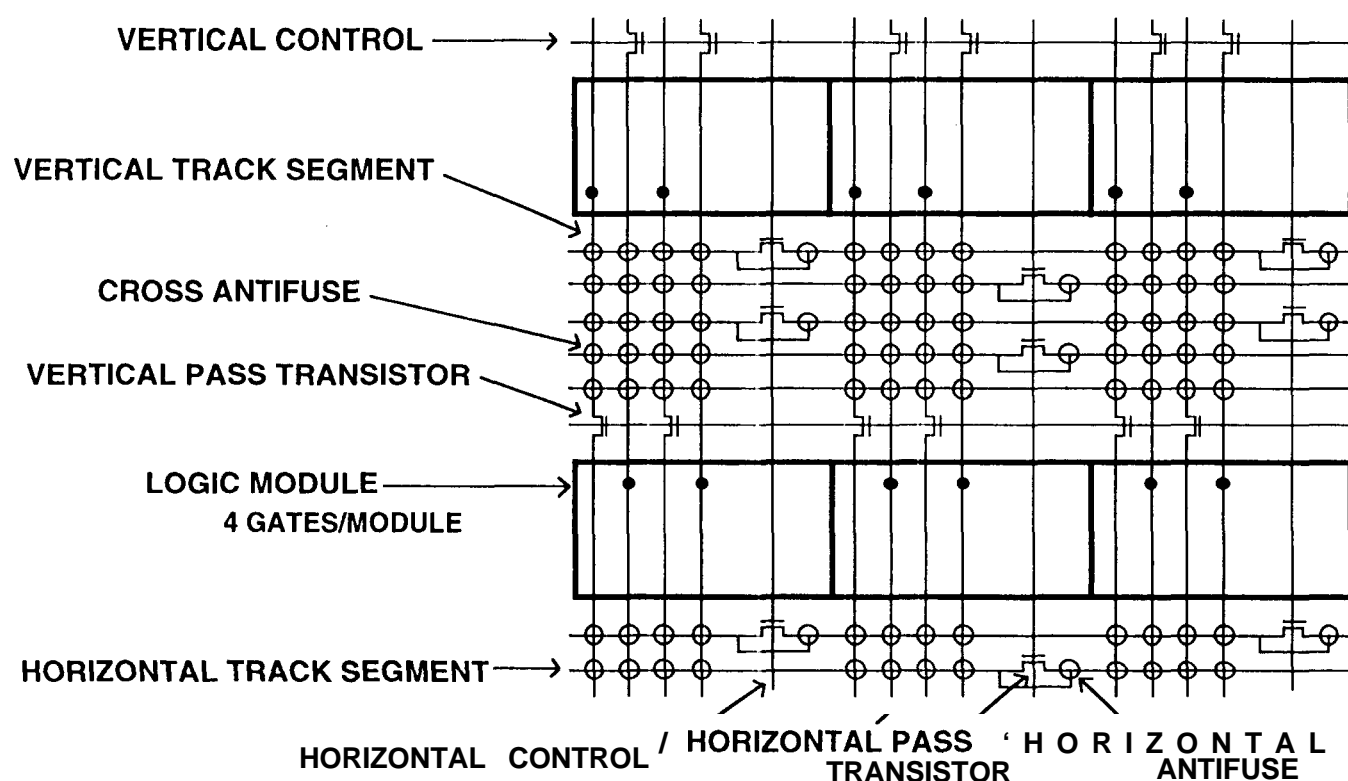 VERTICAL CONTROL
VERTICAL TRACK SEGMENT
CROSS ANTIFUSE
VERTICAL PASS TRANSISTOR
LOGIC MODULE
4 GATES/MODULE
HORIZONTAL TRACK SEGMENT
HORIZONTAL CONTROL
HORIZONTAL PASS
TRANSISTOR
HORIZONTAL
ANTIFUSE